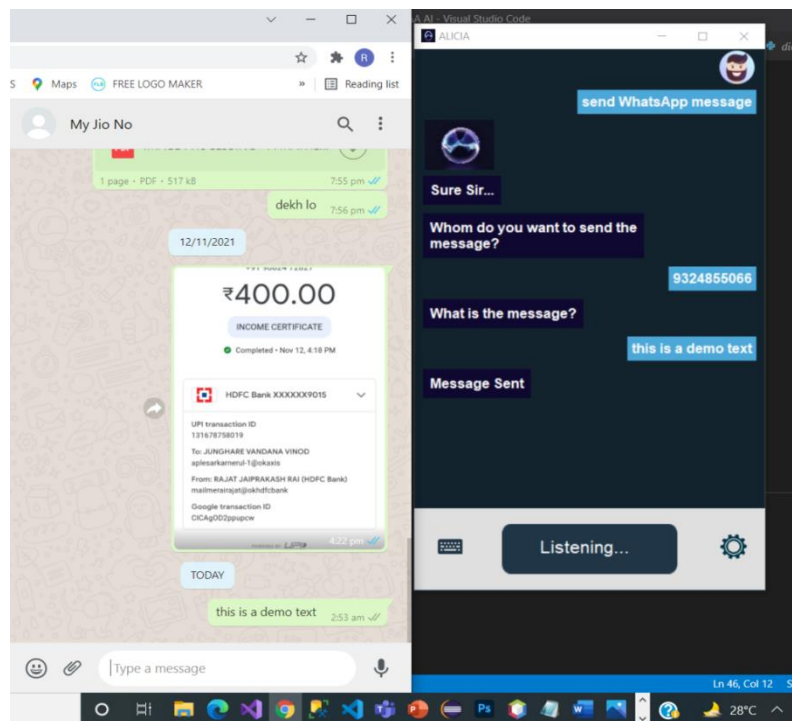 A AI - Visual Studio Code
ALICIA
R
S Maps FREE LOGO MAKER » Reading list
My Jio No
1 page • PDF • 517 kB 7:55 pm
dekh lo 7:56 pm
12/11/2021
₹400.00
INCOME CERTIFICATE
Completed • Nov 12, 4:18 PM
HDFC Bank XXXXXX9015
UPI transaction ID
131678758019
To: JUNGHARE VANDANA VINOD
aplesarkarnerul-1@okaxis
From: RAJAT JAIPRAKASH RAI (HDFC Bank)
mailmerairajat@okhdfcbank
Google transaction ID
CICAgOD2ppupcw
POWERED BY UPI 4:22 pm
TODAY
this is a demo text 2:53 am
Type a message
send WhatsApp message
Sure Sir...
Whom do you want to send the
message?
9324855066
What is the message?
this is a demo text
Message Sent
Listening...
Ln 46, Col 12 S
28°C